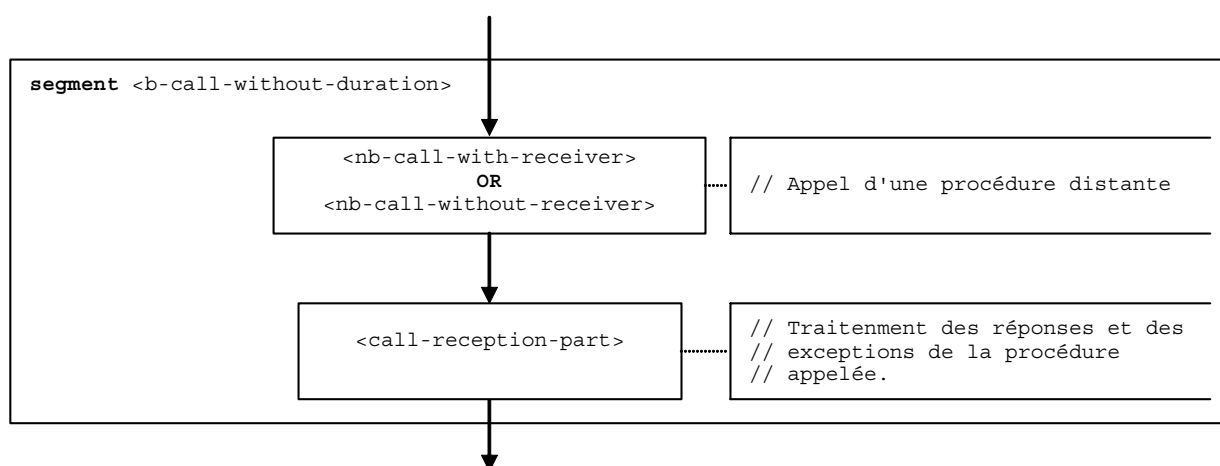 segment <b-call-without-duration>
<nb-call-with-receiver>
OR
<nb-call-without-receiver>
// Appel d'une procédure distante
<call-reception-part>
// Traitenment des réponses et des
// exceptions de la procédure
// appelée.